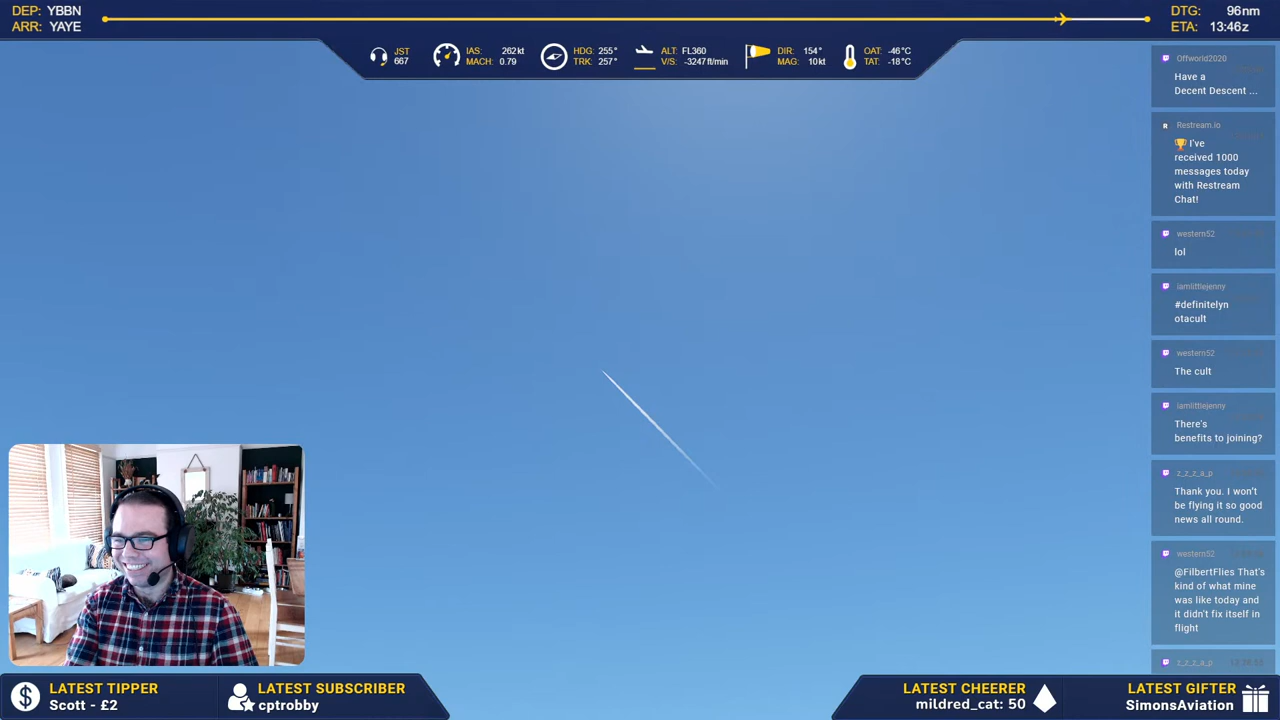 DEP: YBBN
ARR: YAYE
DTG: 96nm
ETA: 13:46z
JST
667
IAS: 262kt
MACH: 0.79
HDG: 255°
TRK: 257°
ALT: FL360
V/S: -3247ft/min
DIR: 154°
MAG: 10kt
OAT: -46°C
TAT: -18°C
Offworld2020
Have a
Decent Descent ...
R Restream.io
🏆 I've
received 1000
messages today
with Restream
Chat!
western52
lol
iamlittlejenny
#definitelyn
otacult
western52
The cult
iamlittlejenny
There's
benefits to joining?
z_z_z_a_p
Thank you. I won't
be flying it so good
news all round.
western52
@FilbertFlies That's
kind of what mine
was like today and
it didn't fix itself in
flight
z_z_z_a_p
$
LATEST TIPPER
Scott - £2
LATEST SUBSCRIBER
cptrobby
LATEST CHEERER
mildred_cat: 50
LATEST GIFTER
SimonsAviation